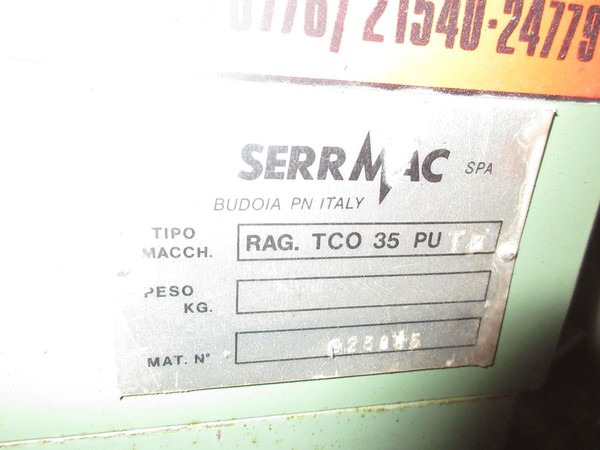 21540-24779
SERRMAC SPA
BUDOIA PN ITALY
TIPO
MACCH.
RAG. TCO 35 PU
PESO
KG.
MAT. N°